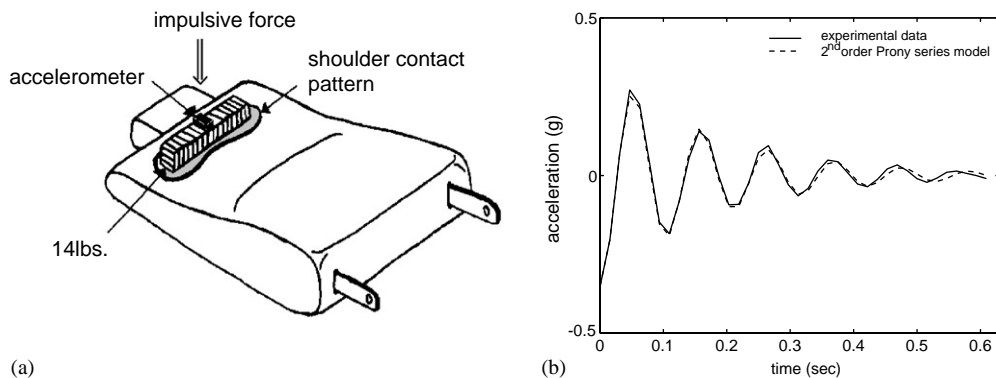 impulsive force
accelerometer
shoulder contact
pattern
14lbs.
(a)
0.5
experimental data
2nd order Prony series model
acceleration (g)
0
-0.5
0 0.1 0.2 0.3 0.4 0.5 0.6
time (sec)
(b)